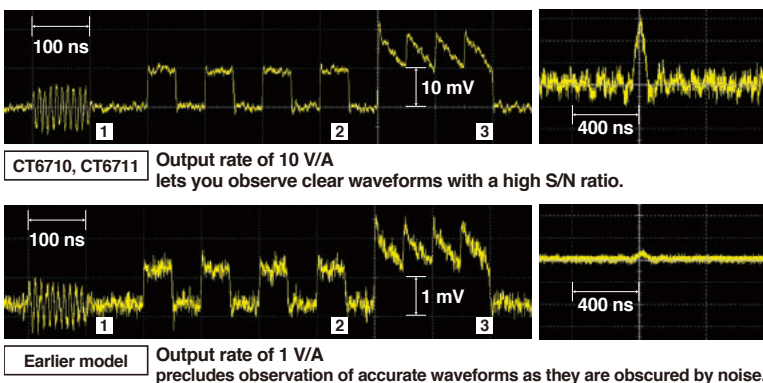 100 ns
10 mV
1
2
3
400 ns
CT6710, CT6711
Output rate of 10 V/A
lets you observe clear waveforms with a high S/N ratio.
100 ns
1 mV
1
2
3
400 ns
Earlier model
Output rate of 1 V/A
precludes observation of accurate waveforms as they are obscured by noise.